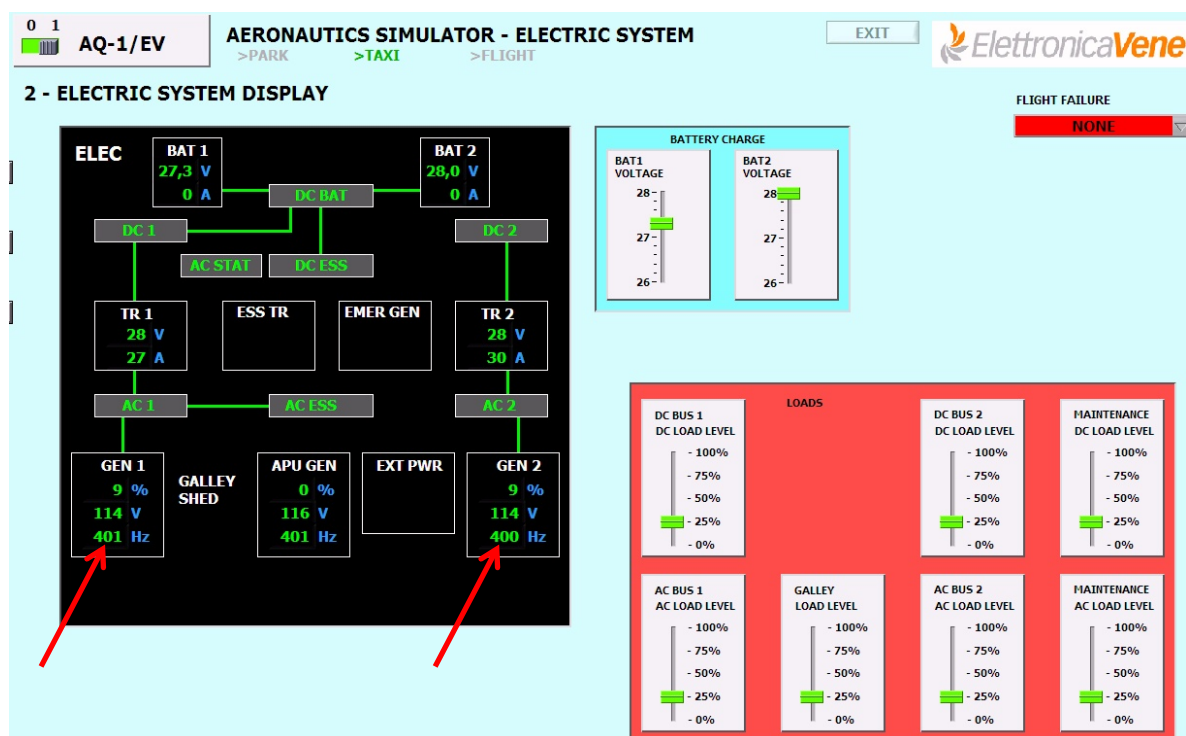 0 1
AQ-1/EV
AERONAUTICS SIMULATOR - ELECTRIC SYSTEM
>PARK >TAXI >FLIGHT
EXIT
ElettronicaVene
2 - ELECTRIC SYSTEM DISPLAY
FLIGHT FAILURE
NONE
ELEC
BAT 1
27,3 V
0 A
BAT 2
28,0 V
0 A
DC BAT
DC 1
DC 2
AC STAT
DC ESS
TR 1
28 V
27 A
ESS TR
EMER GEN
TR 2
28 V
30 A
AC 1
AC ESS
AC 2
GEN 1
9 %
114 V
401 Hz
GALLEY
SHED
APU GEN
0 %
116 V
401 Hz
EXT PWR
GEN 2
9 %
114 V
400 Hz
BATTERY CHARGE
BAT1
VOLTAGE
28
27
26
BAT2
VOLTAGE
28
27
26
LOADS
DC BUS 1
DC LOAD LEVEL
- 100%
- 75%
- 50%
- 25%
- 0%
DC BUS 2
DC LOAD LEVEL
- 100%
- 75%
- 50%
- 25%
- 0%
MAINTENANCE
DC LOAD LEVEL
- 100%
- 75%
- 50%
- 25%
- 0%
AC BUS 1
AC LOAD LEVEL
- 100%
- 75%
- 50%
- 25%
- 0%
GALLEY
LOAD LEVEL
- 100%
- 75%
- 50%
- 25%
- 0%
AC BUS 2
AC LOAD LEVEL
- 100%
- 75%
- 50%
- 25%
- 0%
MAINTENANCE
AC LOAD LEVEL
- 100%
- 75%
- 50%
- 25%
- 0%